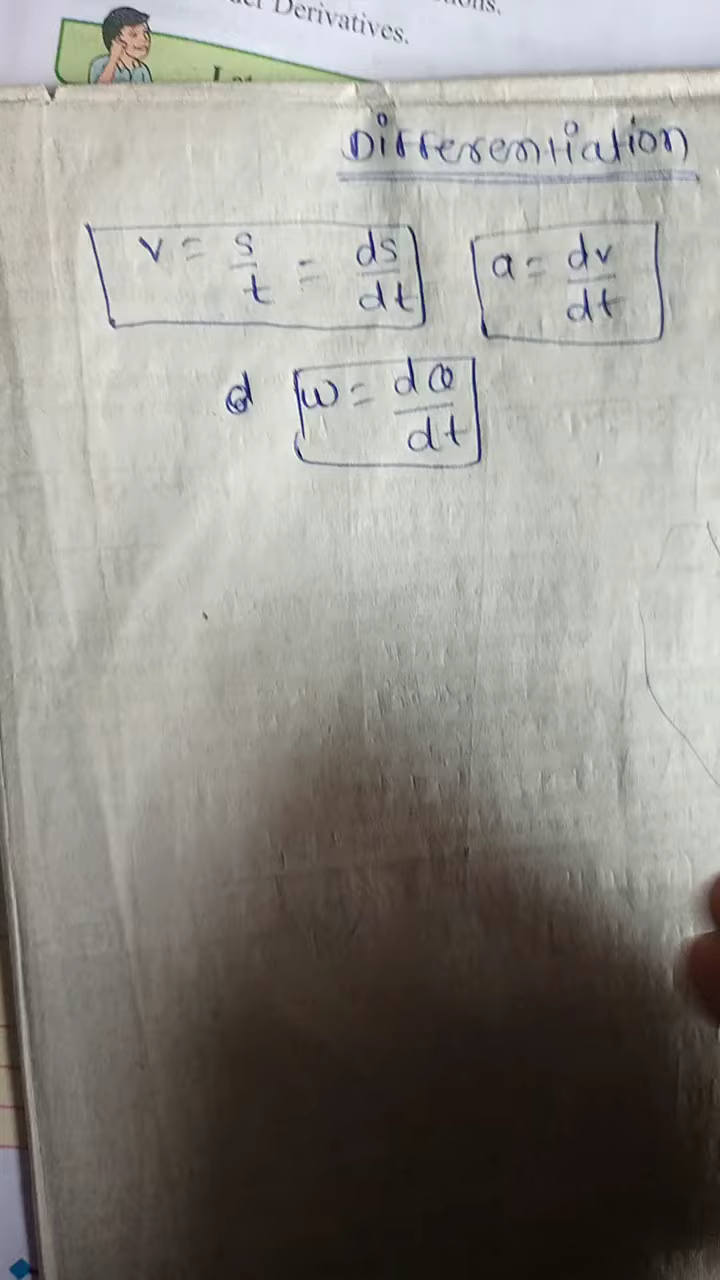 Derivatives.
Differentiation
v = s/t = ds/dt a = dv/dt
ω = dθ/dt